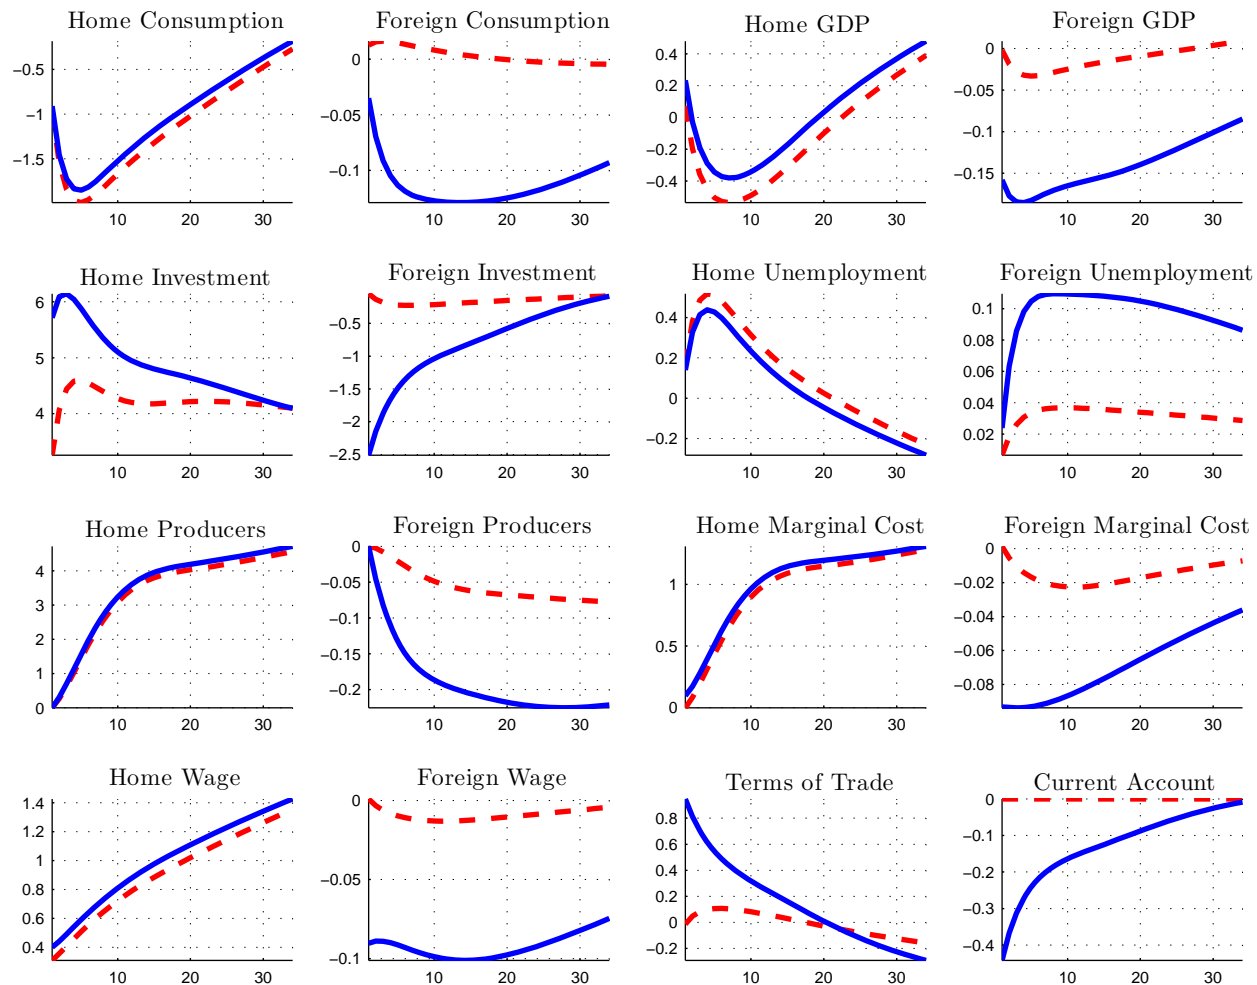 Home Consumption
−0.5
−1
−1.5
10 20 30
Foreign Consumption
0
−0.05
−0.1
10 20 30
Home GDP
0.4
0.2
0
−0.2
−0.4
10 20 30
Foreign GDP
0
−0.05
−0.1
−0.15
10 20 30
Home Investment
6
5
4
10 20 30
Foreign Investment
−0.5
−1
−1.5
−2
−2.5
10 20 30
Home Unemployment
0.4
0.2
0
−0.2
10 20 30
Foreign Unemployment
0.1
0.08
0.06
0.04
0.02
10 20 30
Home Producers
4
3
2
1
0
10 20 30
Foreign Producers
0
−0.05
−0.1
−0.15
−0.2
10 20 30
Home Marginal Cost
1
0.5
0
10 20 30
Foreign Marginal Cost
0
−0.02
−0.04
−0.06
−0.08
10 20 30
Home Wage
1.4
1.2
1
0.8
0.6
0.4
10 20 30
Foreign Wage
0
−0.05
−0.1
10 20 30
Terms of Trade
0.8
0.6
0.4
0.2
0
−0.2
10 20 30
Current Account
0
−0.1
−0.2
−0.3
−0.4
10 20 30